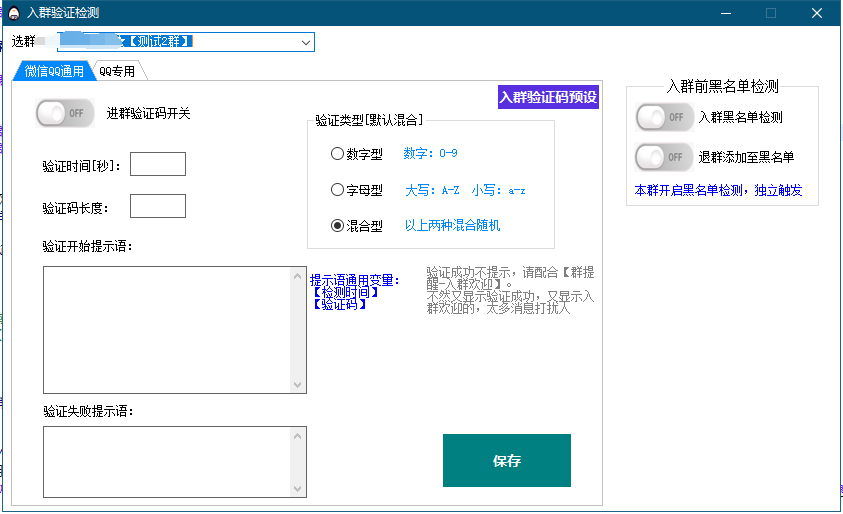 入群验证检测
选群
【测试2群】
微信QQ通用
QQ专用
入群验证码预设
OFF
进群验证码开关
验证类型[默认混合]
数字型
数字: 0-9
字母型
大写: A-Z 小写: a-z
混合型
以上两种混合随机
验证时间[秒]:
验证码长度:
验证开始提示语:
提示语通用变量:
【检测时间】
【验证码】
验证成功不提示, 请配合【群提
醒-入群欢迎】。
不然又显示验证成功, 又显示入
群欢迎的, 太多消息打扰人
验证失败提示语:
保存
入群前黑名单检测
OFF
入群黑名单检测
OFF
退群添加至黑名单
本群开启黑名单检测, 独立触发